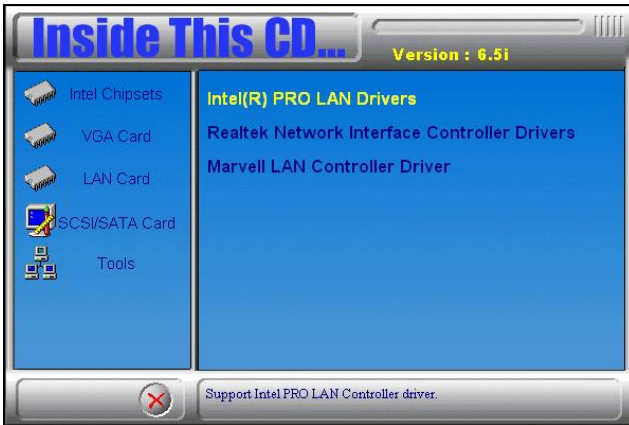 Inside This CD...
Version : 6.5i
Intel Chipsets
VGA Card
LAN Card
SCSI/SATA Card
Tools
Intel(R) PRO LAN Drivers
Realtek Network Interface Controller Drivers
Marvell LAN Controller Driver
Support Intel PRO LAN Controller driver.